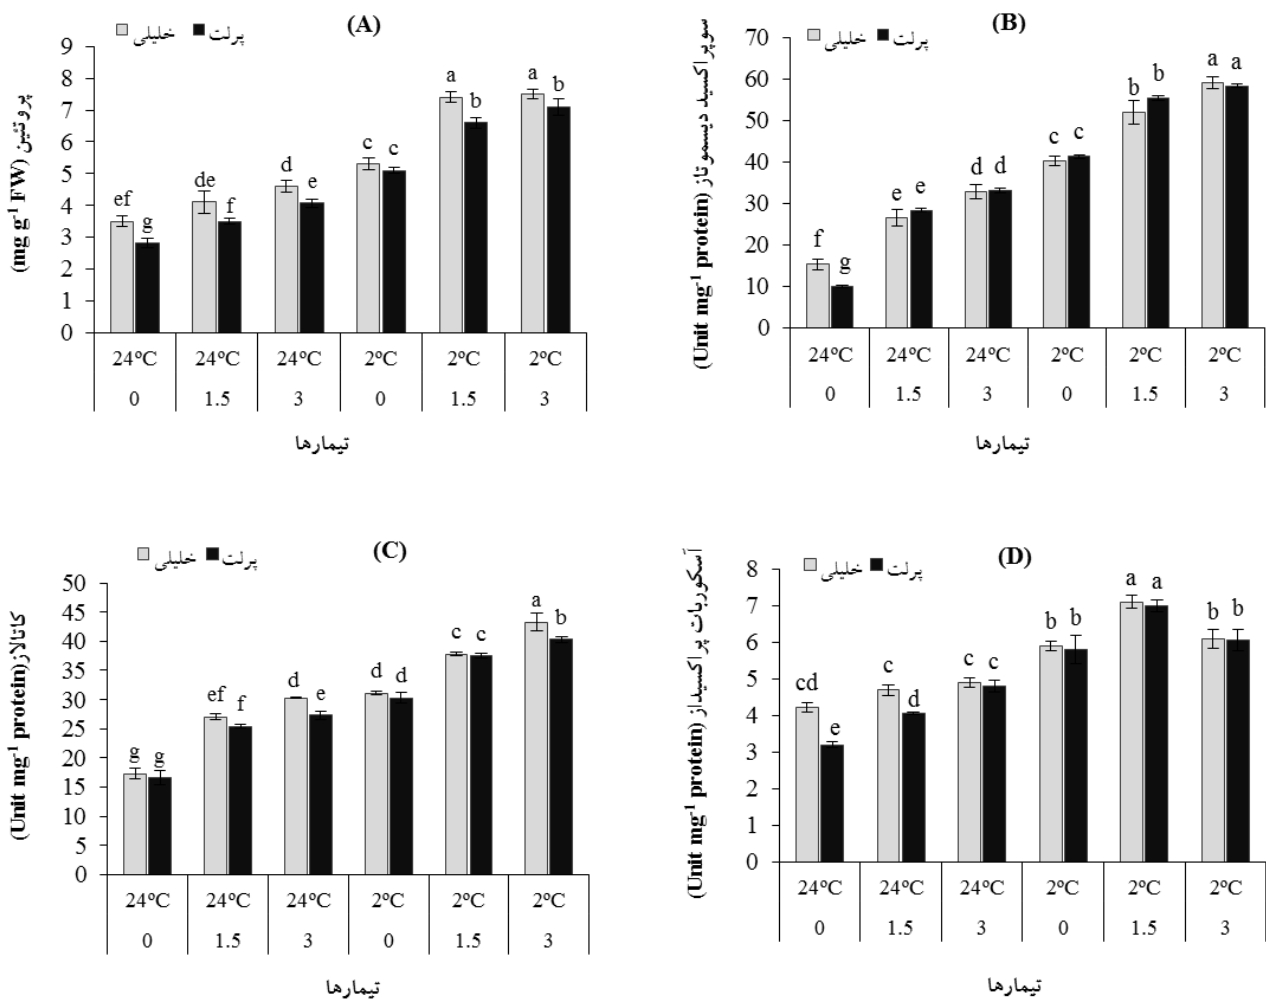 (A)
خلیلی پرلت
پروتئین (mg g-1 FW)
9
8
7
6
5
4
3
2
1
0
ef g de f d e c c a b a b
24ºC 24ºC 24ºC 2ºC 2ºC 2ºC
0 1.5 3 0 1.5 3
تیمارها
(B)
خلیلی پرلت
سوپراکسید دیسموتاز (Unit mg-1 protein)
70
60
50
40
30
20
10
0
f g e e d d c c b b a a
24ºC 24ºC 24ºC 2ºC 2ºC 2ºC
0 1.5 3 0 1.5 3
تیمارها
(C)
خلیلی پرلت
کاتالاز(Unit mg-1 protein)
50
45
40
35
30
25
20
15
10
5
0
g g ef f d e d d c c a b
24ºC 24ºC 24ºC 2ºC 2ºC 2ºC
0 1.5 3 0 1.5 3
تیمارها
(D)
خلیلی پرلت
آسکوربات پراکسیداز (Unit mg-1 protein)
8
7
6
5
4
3
2
1
0
cd e c d c c b b a a b b
24ºC 24ºC 24ºC 2ºC 2ºC 2ºC
0 1.5 3 0 1.5 3
تیمارها